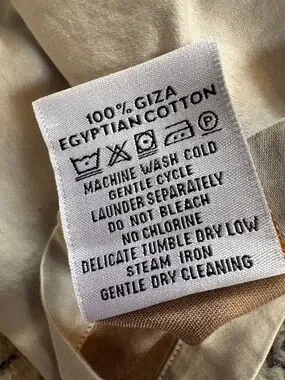 100% GIZA
EGYPTIAN COTTON
P
MACHINE WASH COLD
GENTLE CYCLE
LAUNDER SEPARATELY
DO NOT BLEACH
NO CHLORINE
DELICATE TUMBLE DRY LOW
STEAM IRON
GENTLE DRY CLEANING